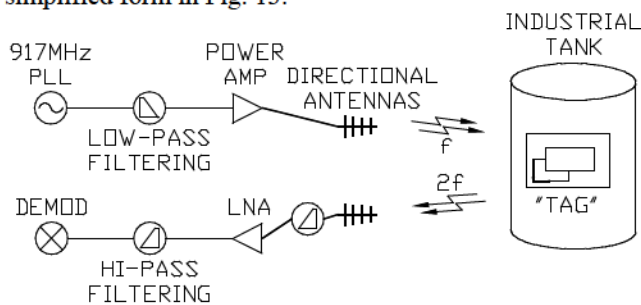 simplified form in Fig. 15.
INDUSTRIAL
TANK
917MHz
PLL
POWER
AMP
DIRECTIONAL
ANTENNAS
LOW-PASS
FILTERING
f
2f
"TAG"
DEMOD
LNA
HI-PASS
FILTERING